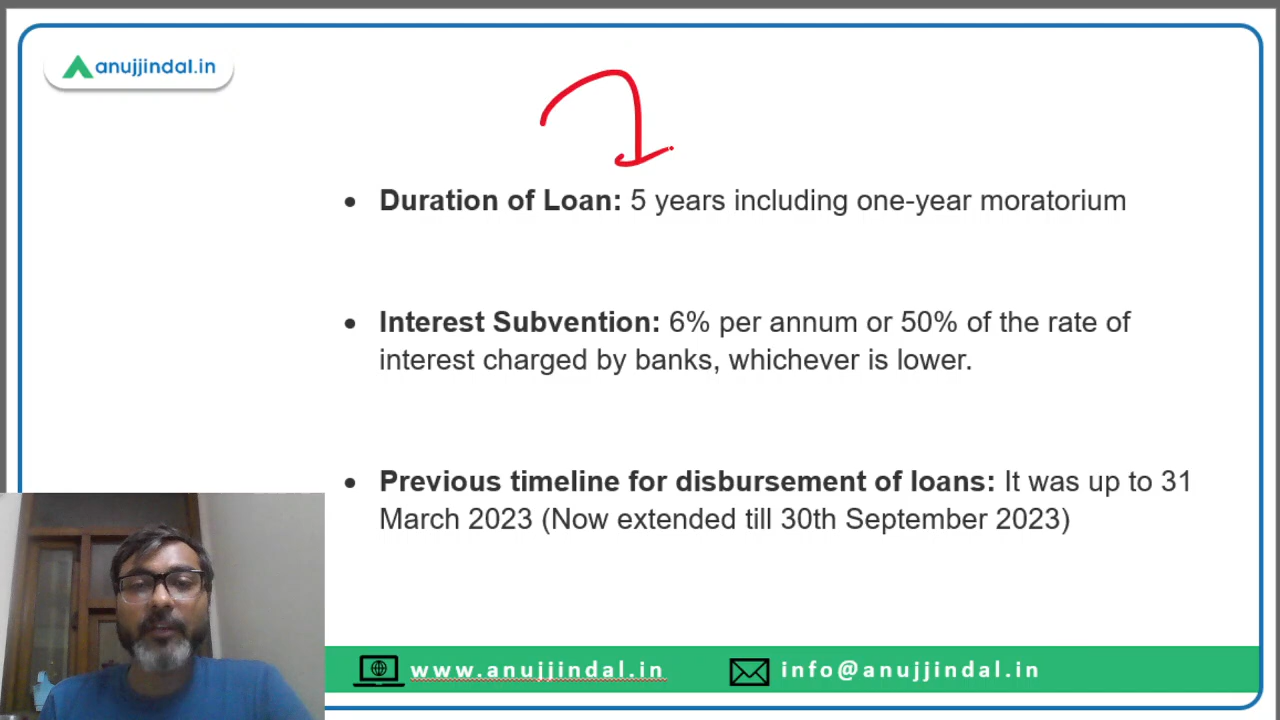 anujjindal.in
• Duration of Loan: 5 years including one-year moratorium
• Interest Subvention: 6% per annum or 50% of the rate of
interest charged by banks, whichever is lower.
• Previous timeline for disbursement of loans: It was up to 31
March 2023 (Now extended till 30th September 2023)
www.anujjindal.in info@anujjindal.in